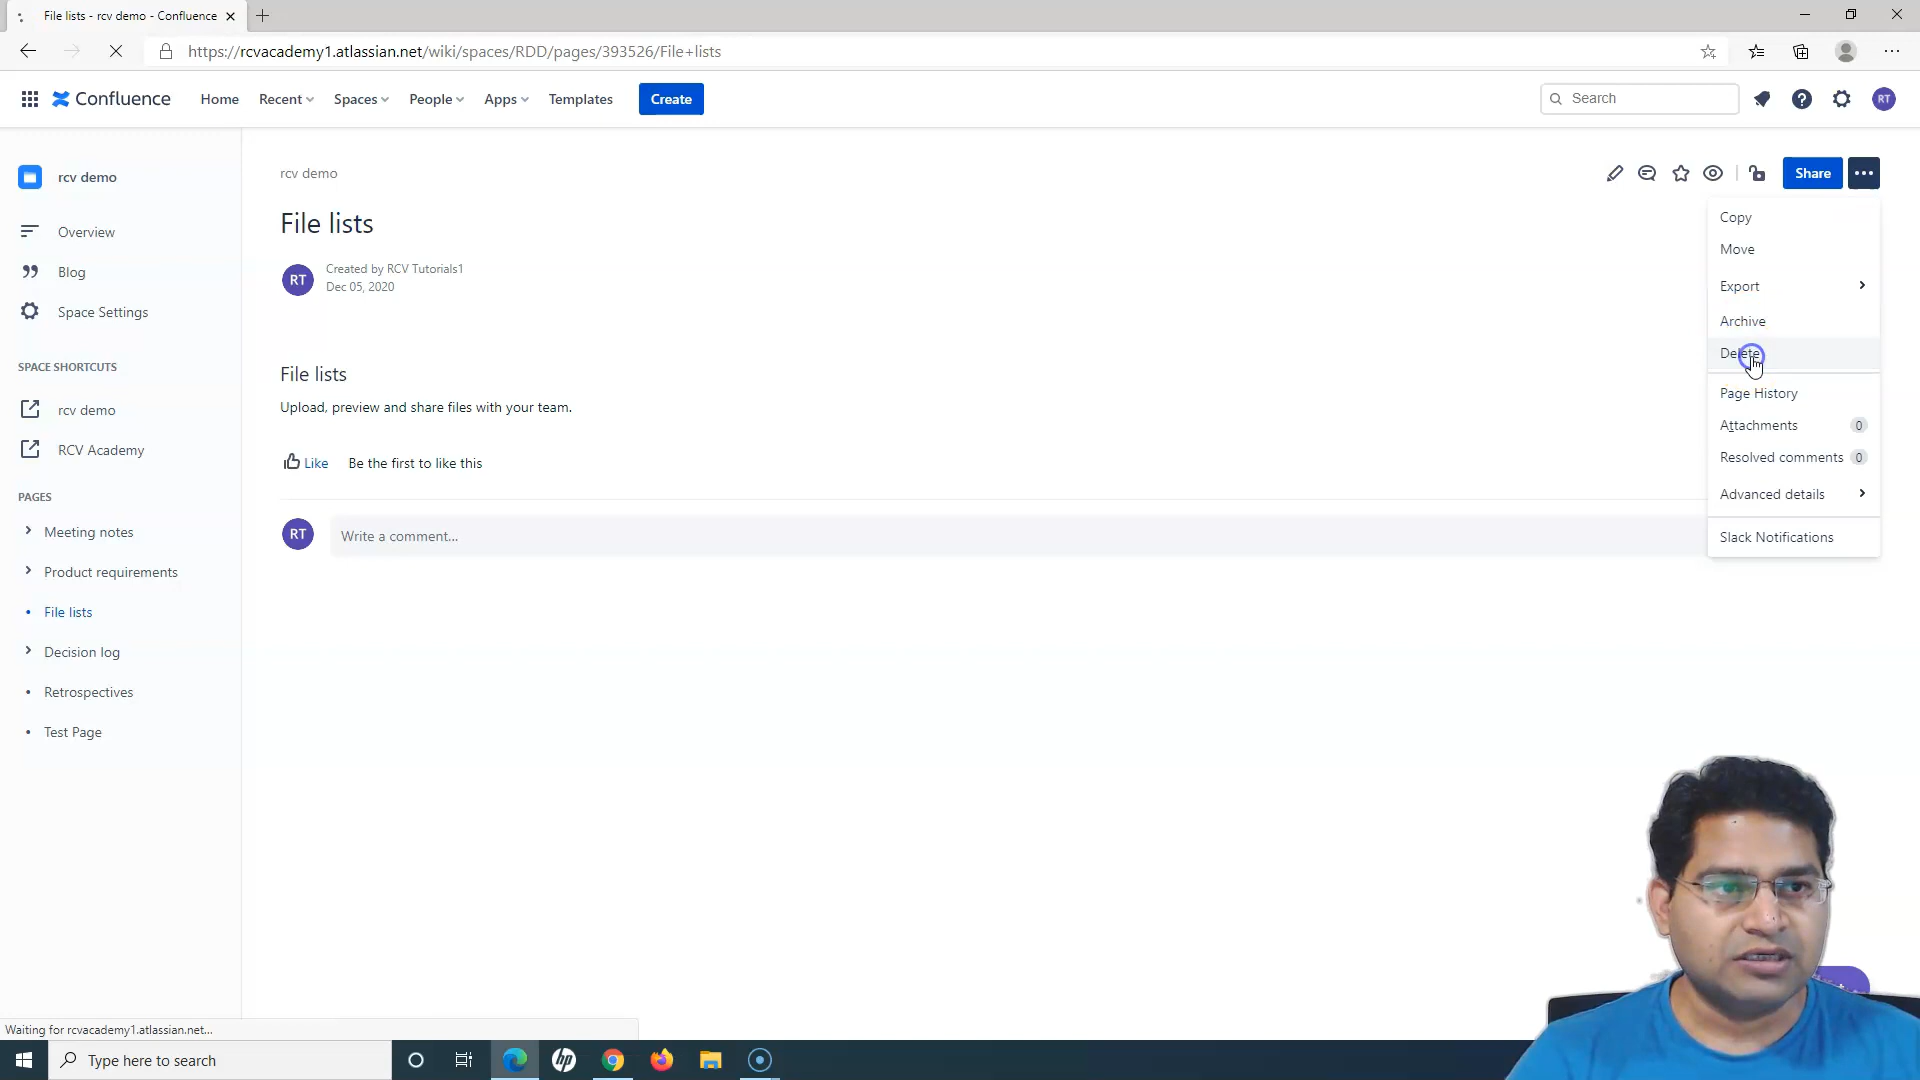 File lists - rcv demo - Confluence
https://rcvacademy1.atlassian.net/wiki/spaces/RDD/pages/393526/File+lists
Confluence Home Recent Spaces People Apps Templates Create Search RT
rcv demo
Overview
Blog
Space Settings
SPACE SHORTCUTS
rcv demo
RCV Academy
PAGES
Meeting notes
Product requirements
File lists
Decision log
Retrospectives
Test Page
rcv demo
Share
File lists
RT
Created by RCV Tutorials1
Dec 05, 2020
File lists
Upload, preview and share files with your team.
Like Be the first to like this
RT Write a comment...
Copy
Move
Export
Archive
Delete
Page History
Attachments 0
Resolved comments 0
Advanced details
Slack Notifications
Waiting for rcvacademy1.atlassian.net...
Type here to search
hp